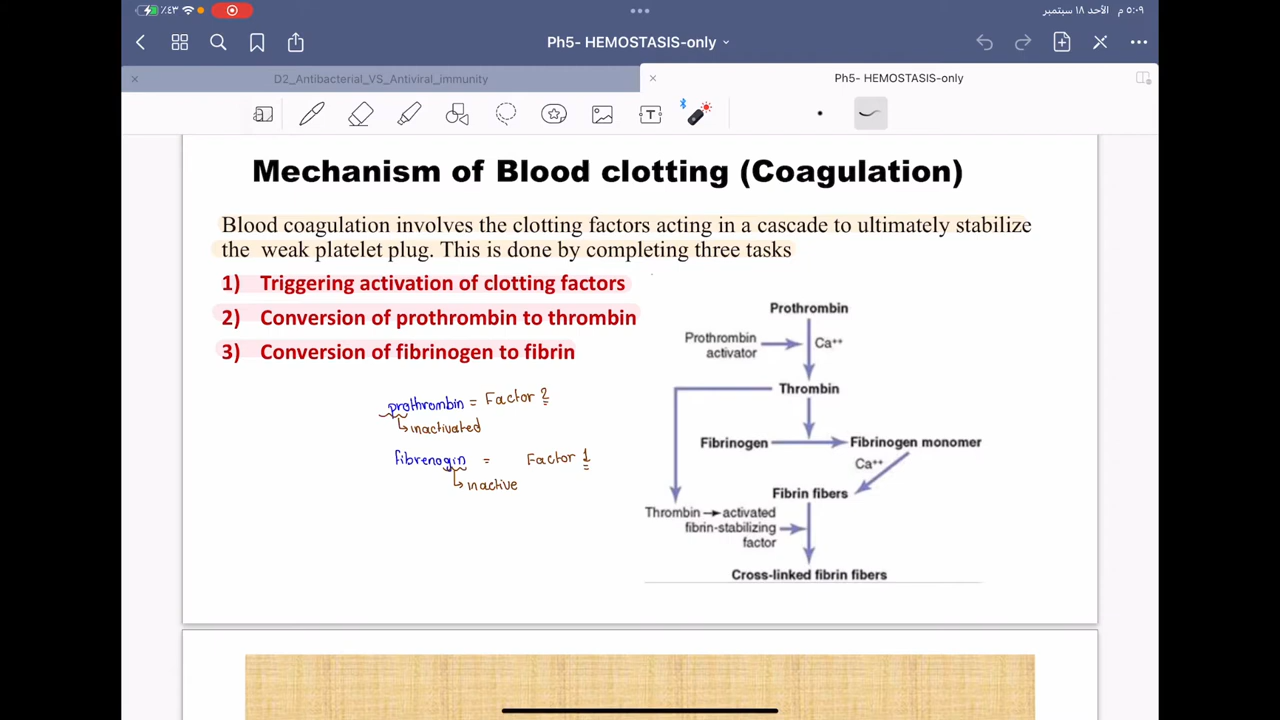 ٤٣٪
٥:٠٩ م الأحد ١٨ سبتمبر
Ph5- HEMOSTASIS-only
D2_Antibacterial_VS_Antiviral_immunity
Ph5- HEMOSTASIS-only
Mechanism of Blood clotting (Coagulation)
Blood coagulation involves the clotting factors acting in a cascade to ultimately stabilize
the weak platelet plug. This is done by completing three tasks
1) Triggering activation of clotting factors
2) Conversion of prothrombin to thrombin
3) Conversion of fibrinogen to fibrin
prothrombin = Factor 2
inactivated
fibrenogin = Factor 1
inactive
Prothrombin
Prothrombin
activator
Ca++
Thrombin
Fibrinogen
Fibrinogen monomer
Ca++
Fibrin fibers
Thrombin → activated
fibrin-stabilizing
factor
Cross-linked fibrin fibers